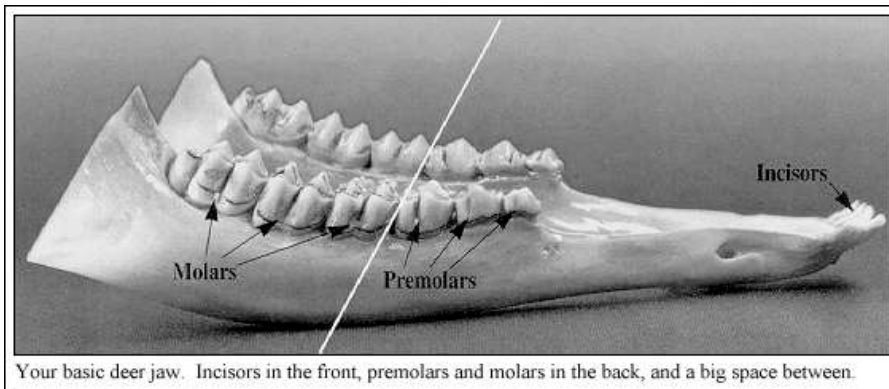 Incisors
Molars
Premolars
Your basic deer jaw. Incisors in the front, premolars and molars in the back, and a big space between.